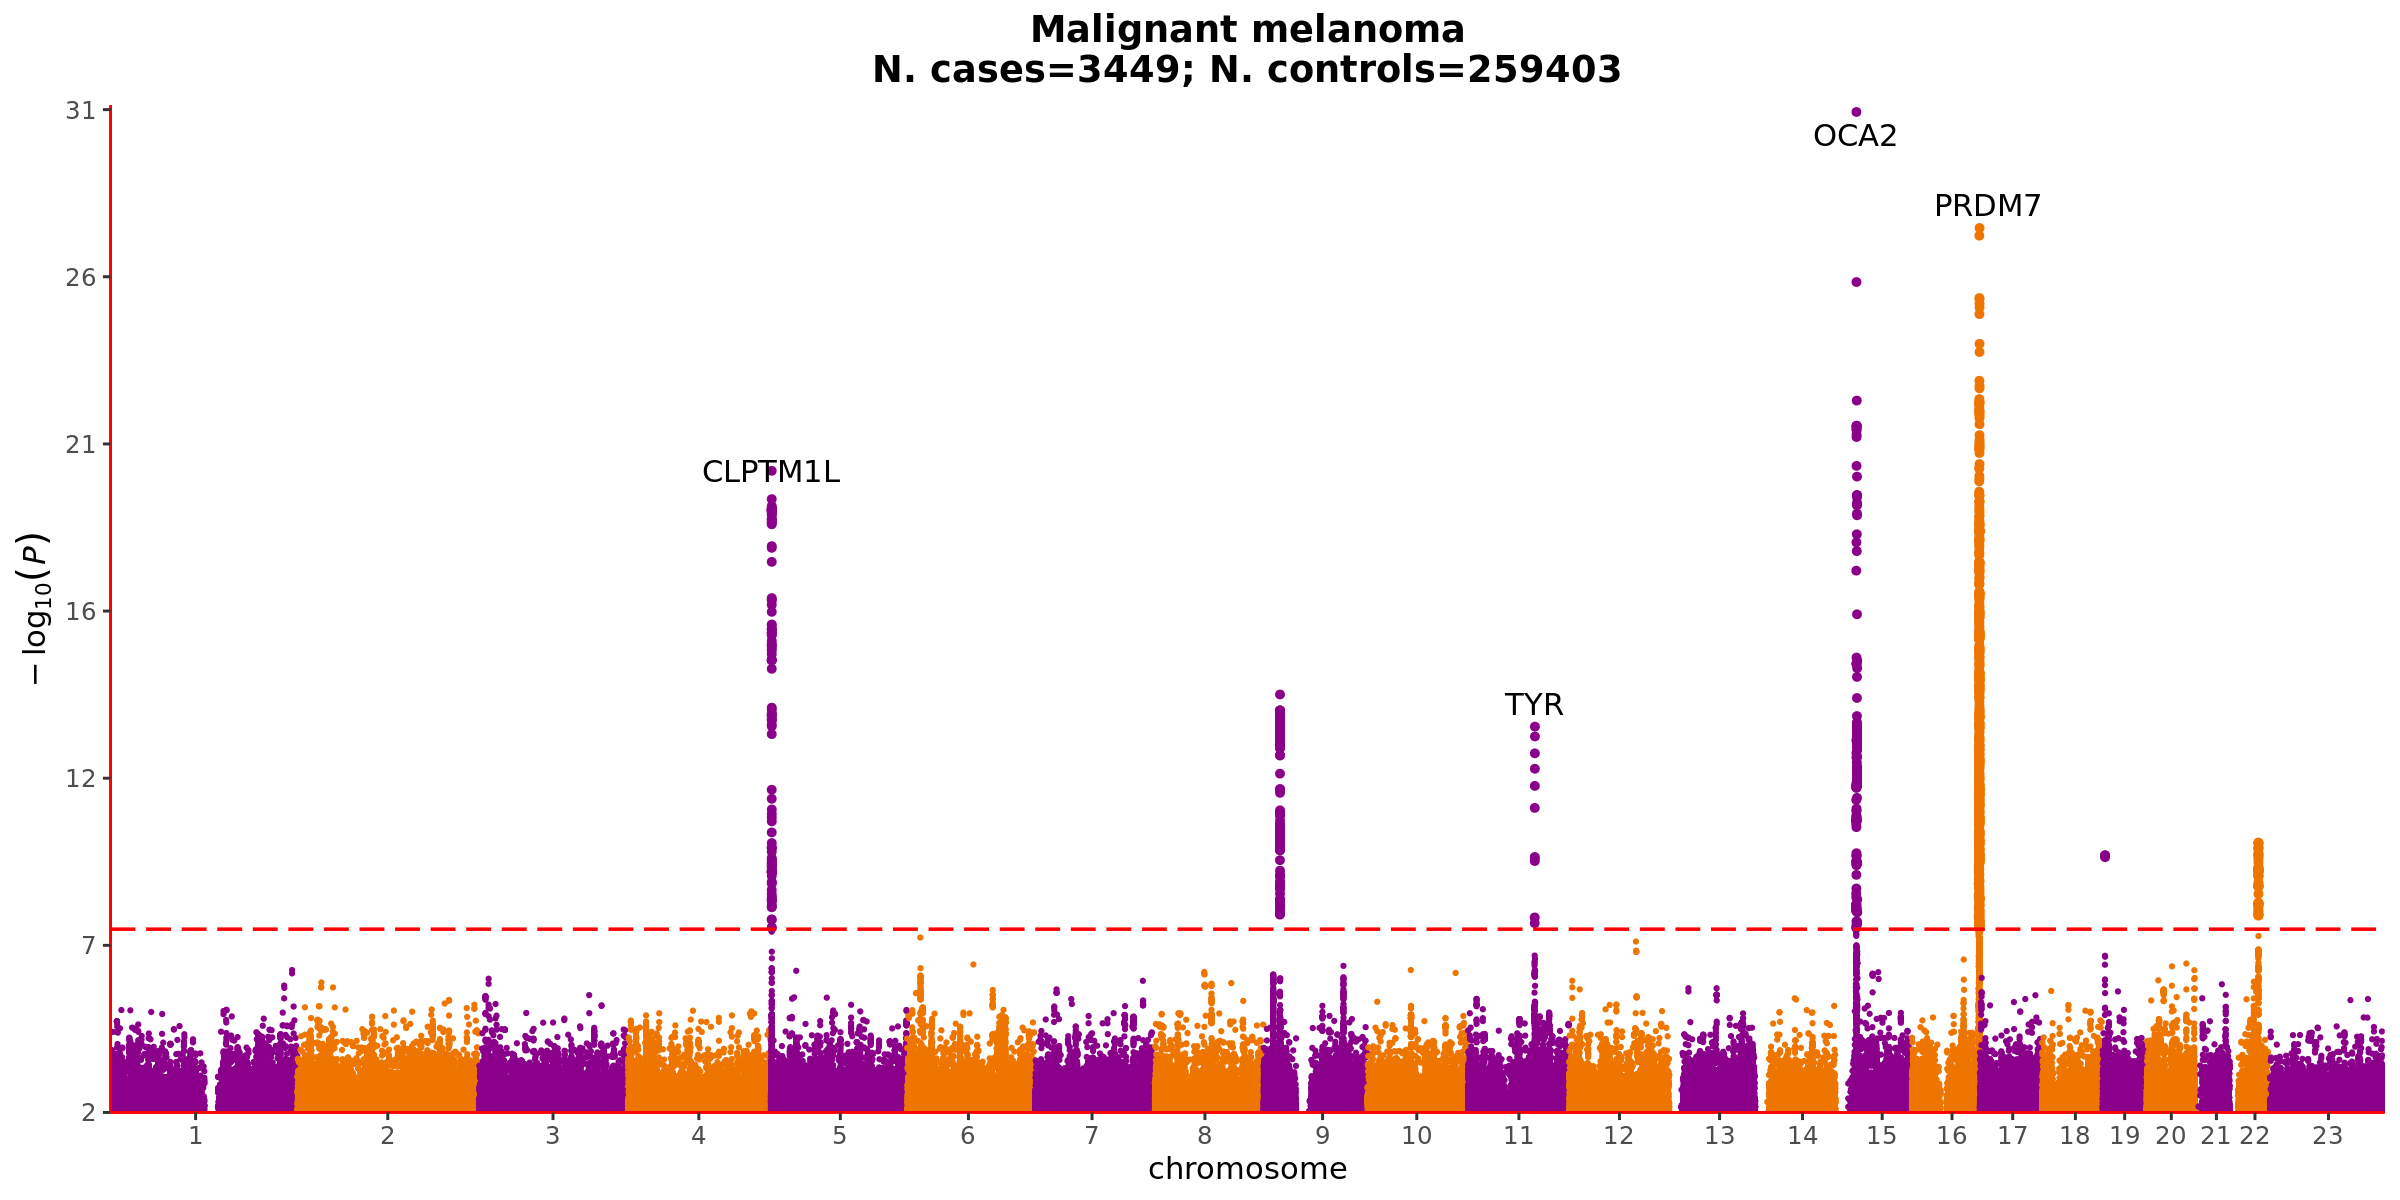 Malignant melanoma
N. cases=3449; N. controls=259403
31
OCA2
PRDM7
26
21
CLPTM1L
16
TYR
12
7
2
− log10(P)
1 2 3 4 5 6 7 8 9 10 11 12 13 14 15 16 17 18 19 20 21 22 23
chromosome